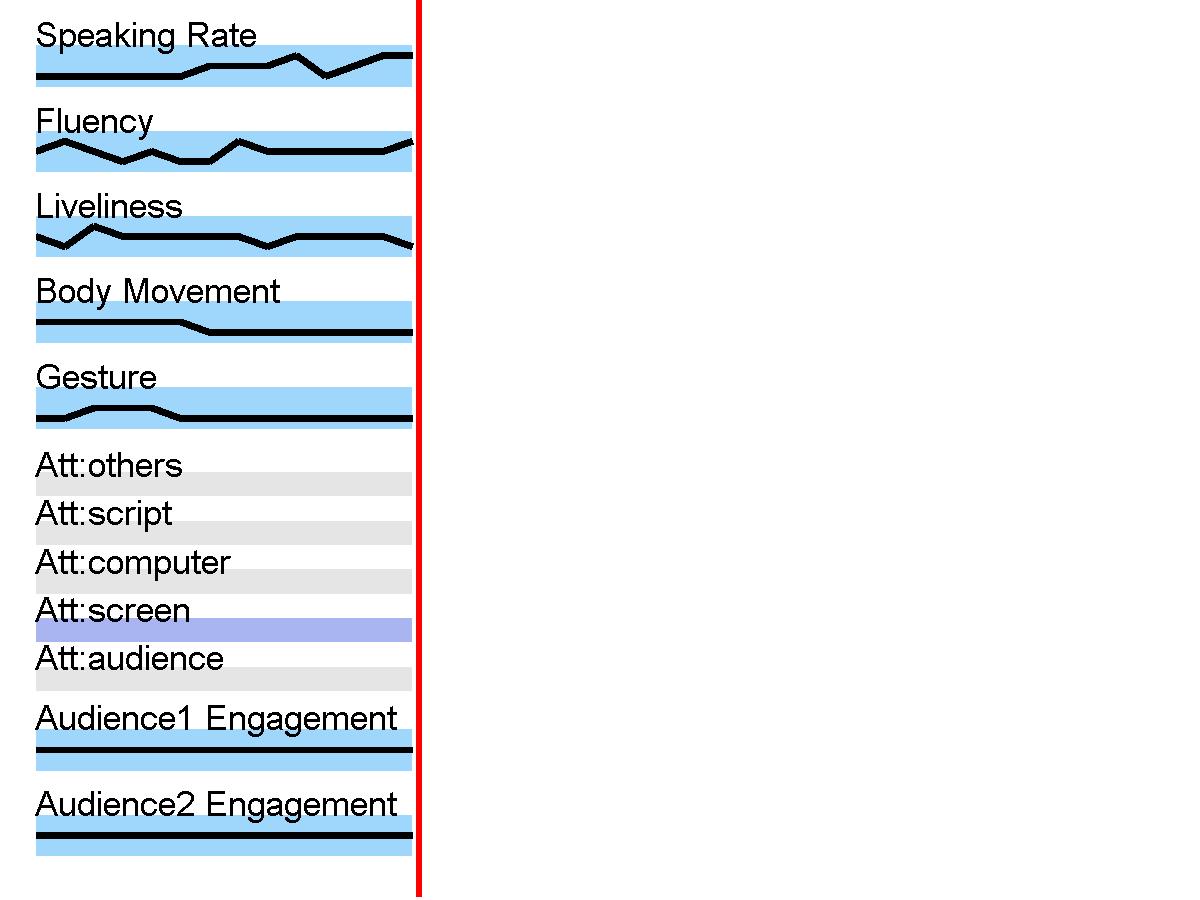 Speaking Rate
Fluency
Liveliness
Body Movement
Gesture
Att:others
Att:script
Att:computer
Att:screen
Att:audience
Audience1 Engagement
Audience2 Engagement